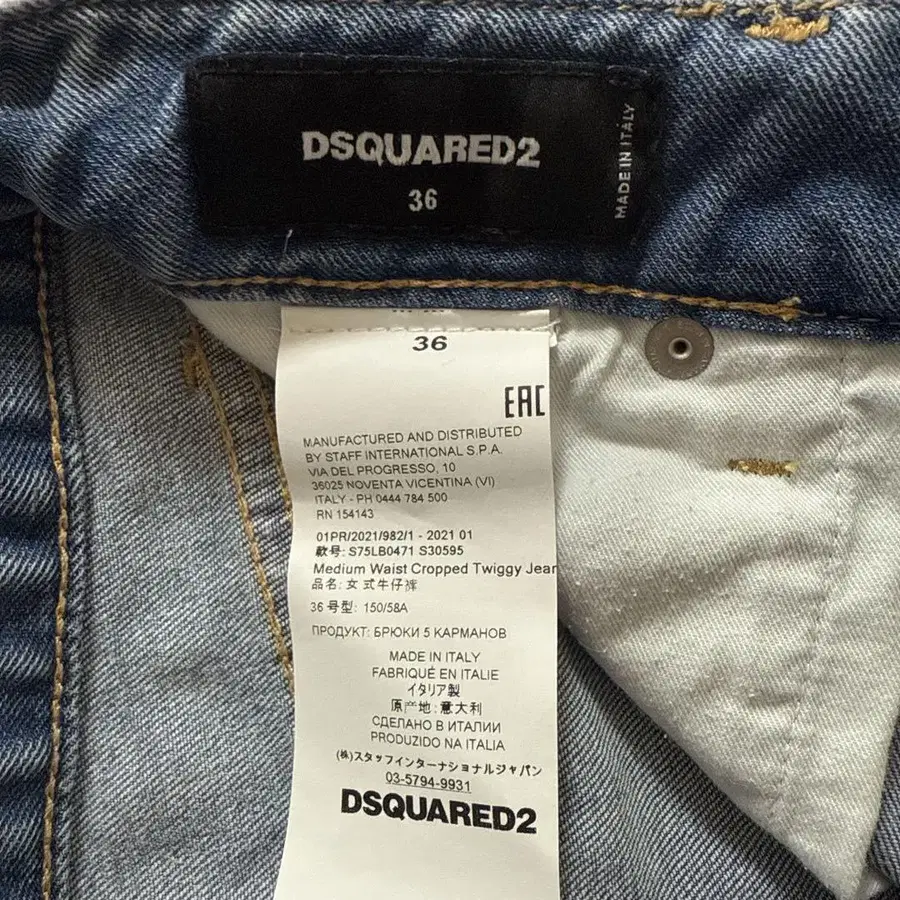 DSQUARED2
36
MADE IN ITALY
36
EAC
MANUFACTURED AND DISTRIBUTED
BY STAFF INTERNATIONAL S.P.A.
VIA DEL PROGRESSO, 10
36025 NOVENTA VICENTINA (VI)
ITALY - PH 0444 784 500
RN 154143
01PR/2021/982/1 - 2021 01
款号: S75LB0471 S30595
Medium Waist Cropped Twiggy Jear
品名: 女式牛仔裤
36 号型: 150/58A
ПРОДУКТ: БРЮКИ 5 КАРМАНОВ
MADE IN ITALY
FABRIQUÉ EN ITALIE
イタリア製
原产地:意大利
СДЕЛАНО В ИТАЛИИ
PRODUZIDO NA ITALIA
(株)スタッフインターナショナルジャパン
03-5794-9931
DSQUARED2